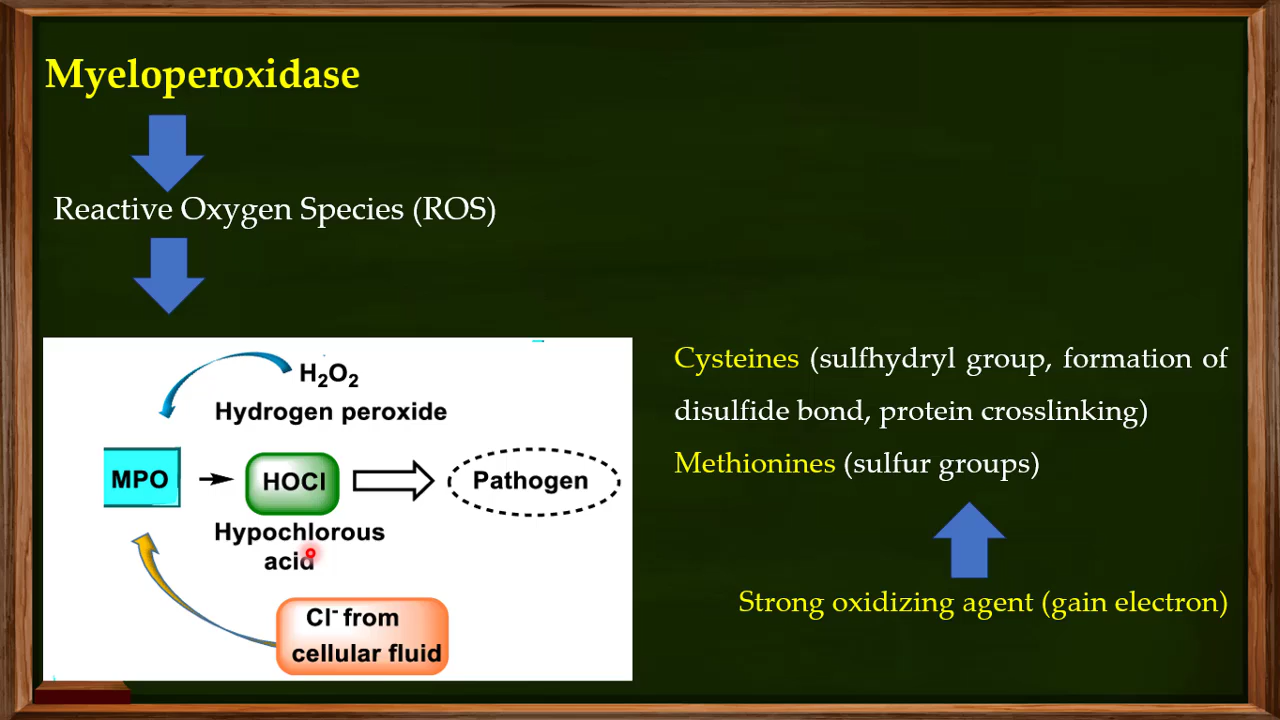 Myeloperoxidase
Reactive Oxygen Species (ROS)
H₂O₂
Hydrogen peroxide
MPO
HOCl
Pathogen
Hypochlorous
acid
Cl⁻ from
cellular fluid
Cysteines (sulfhydryl group, formation of
disulfide bond, protein crosslinking)
Methionines (sulfur groups)
Strong oxidizing agent (gain electron)